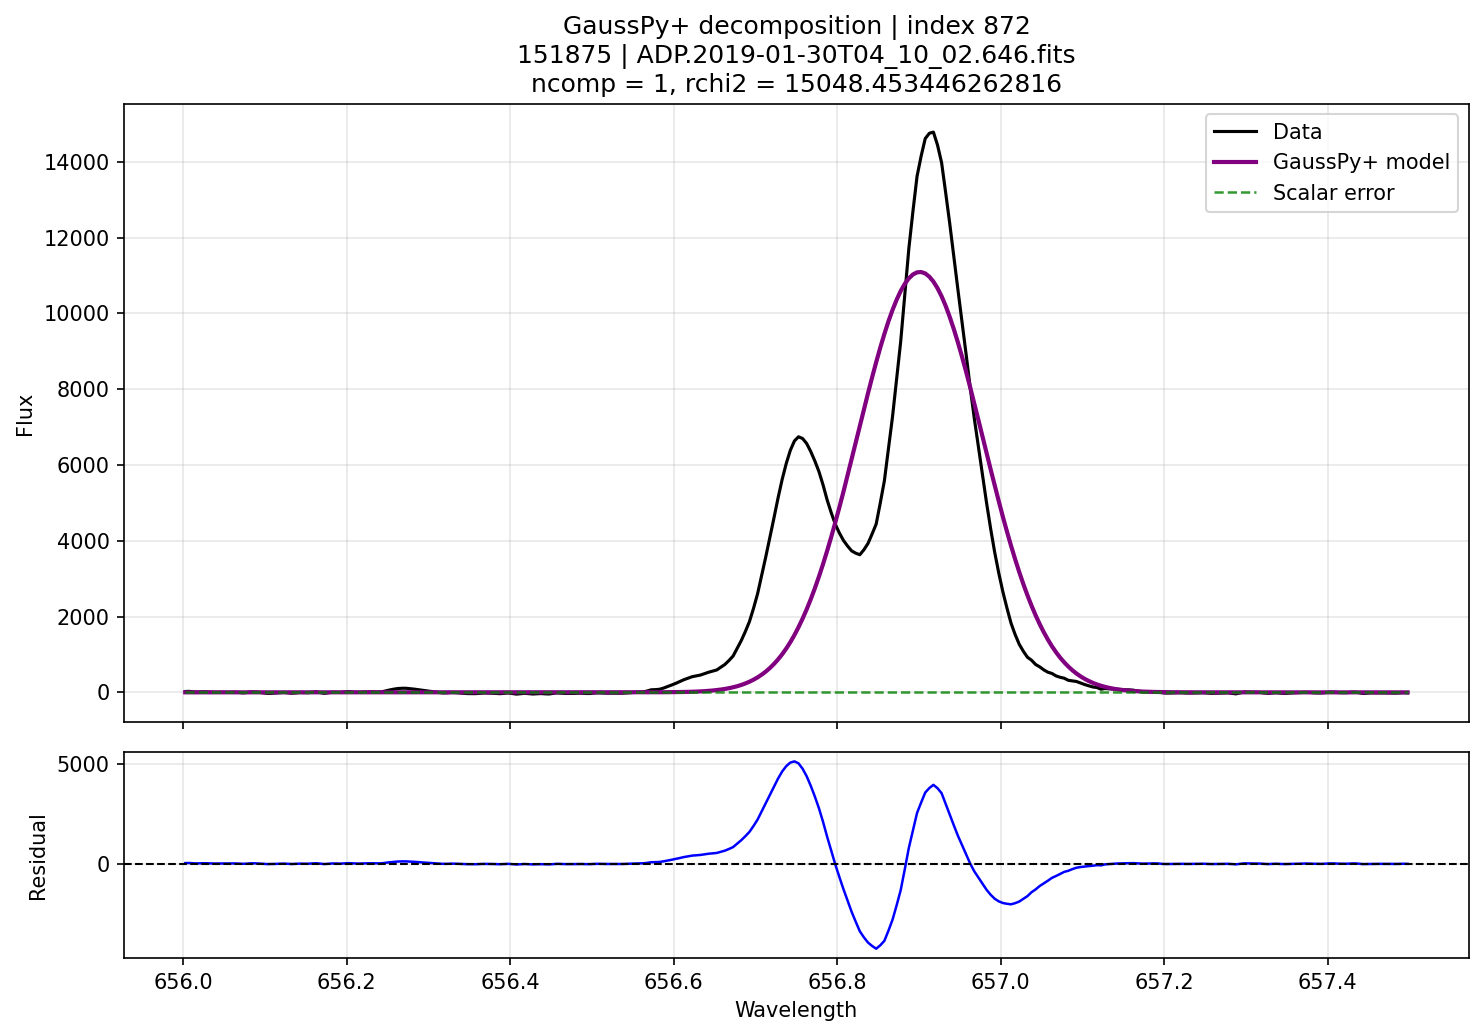 GaussPy+ decomposition | index 872
151875 | ADP.2019-01-30T04_10_02.646.fits
ncomp = 1, rchi2 = 15048.453446262816
Data
GaussPy+ model
Scalar error
Flux
14000
12000
10000
8000
6000
4000
2000
0
Residual
5000
0
656.0 656.2 656.4 656.6 656.8 657.0 657.2 657.4
Wavelength